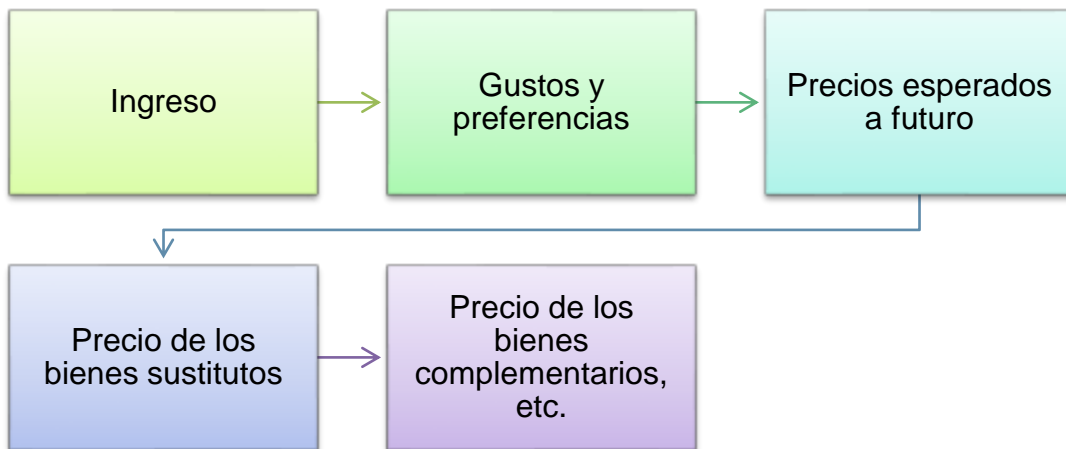 Ingreso
Gustos y
preferencias
Precios esperados
a futuro
Precio de los
bienes sustitutos
Precio de los
bienes
complementarios,
etc.